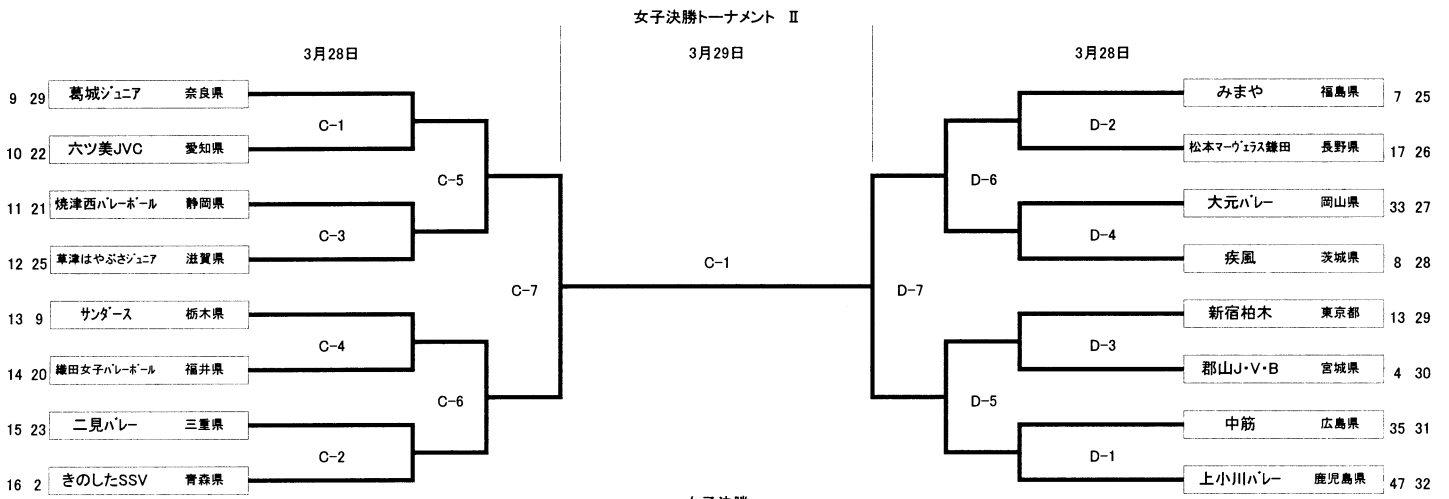 女子決勝トーナメント Ⅱ
3月28日 3月29日 3月28日
9 29 葛城ジュニア 奈良県
C-1
10 22 六ツ美JVC 愛知県
C-5
11 21 焼津西バレーボール 静岡県
C-3
12 25 草津はやぶさジュニア 滋賀県
C-7
13 9 サンダース 栃木県
C-4
14 20 織田女子バレーボール 福井県
C-6
15 23 二見バレー 三重県
C-2
16 2 きのしたSSV 青森県
C-1
みまや 福島県 7 25
D-2
松本マーヴェラス鎌田 長野県 17 26
D-6
大元バレー 岡山県 33 27
D-4
疾風 茨城県 8 28
D-7
新宿柏木 東京都 13 29
D-3
郡山J・V・B 宮城県 4 30
D-5
中筋 広島県 35 31
D-1
上小川バレー 鹿児島県 47 32